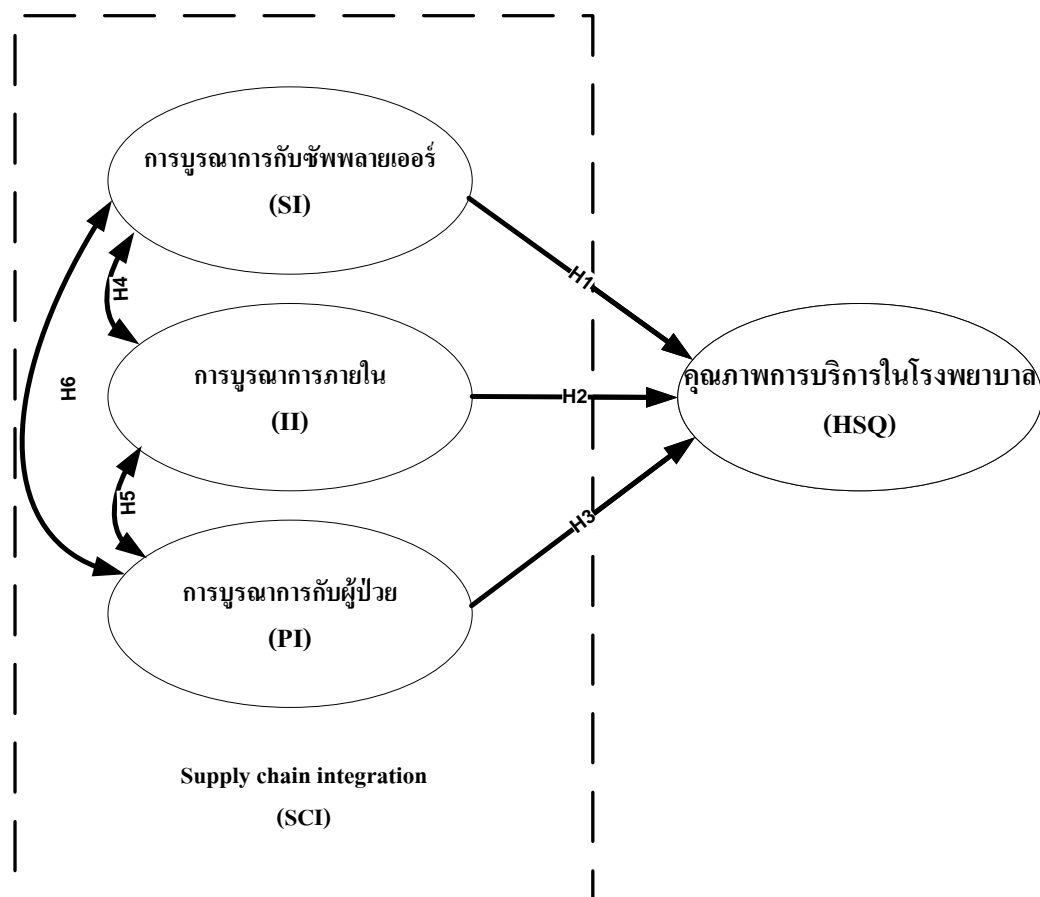 การบูรณาการกับซัพพลายเออร์
(SI)
H1
H4
H6
การบูรณาการภายใน
(II)
H2
คุณภาพการบริการในโรงพยาบาล
(HSQ)
H5
H3
การบูรณาการกับผู้ป่วย
(PI)
Supply chain integration
(SCI)